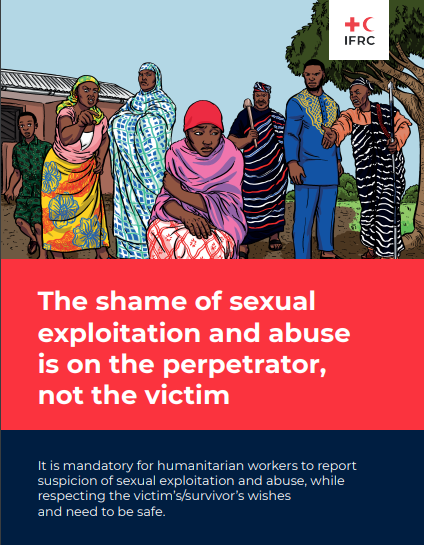 IFRC
The shame of sexual
exploitation and abuse
is on the perpetrator,
not the victim
It is mandatory for humanitarian workers to report
suspicion of sexual exploitation and abuse, while
respecting the victim's/survivor's wishes
and need to be safe.